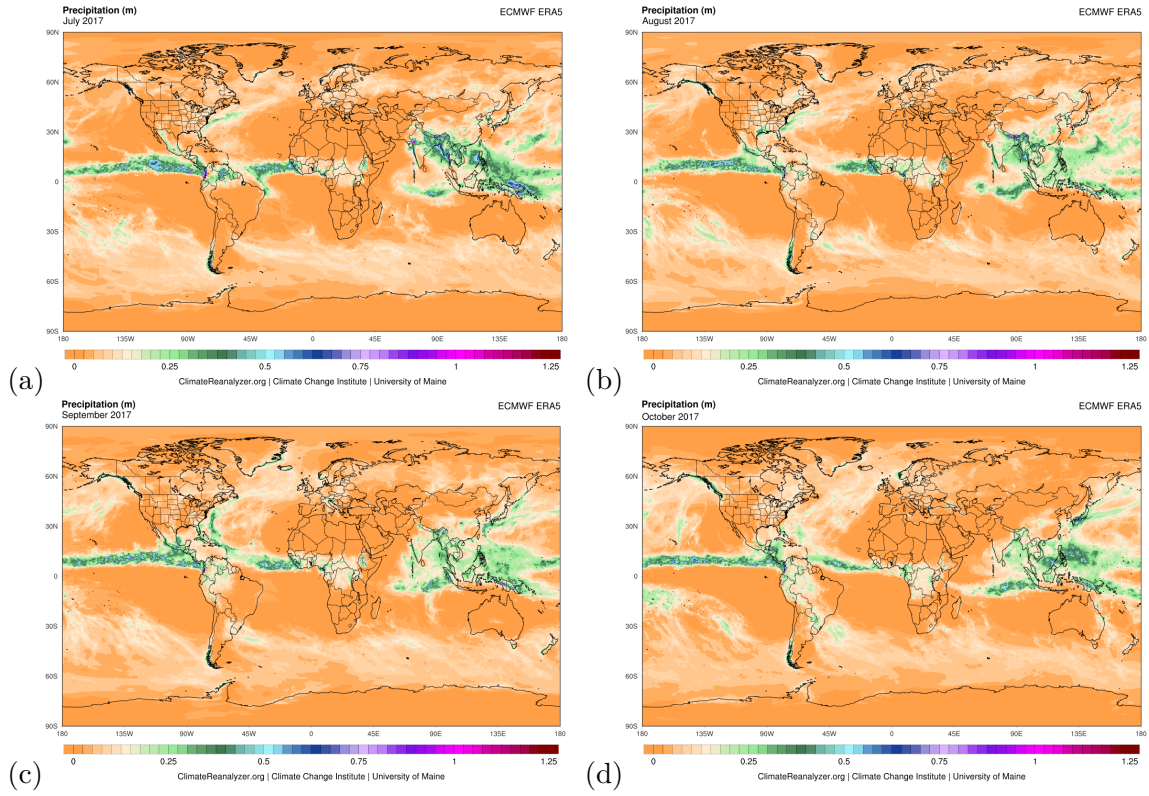 Precipitation (m)
July 2017
ECMWF ERA5
90N
60N
30N
0
30S
60S
90S
180 135W 90W 45W 0 45E 90E 135E 180
0 0.25 0.5 0.75 1 1.25
ClimateReanalyzer.org | Climate Change Institute | University of Maine
(a)
Precipitation (m)
August 2017
ECMWF ERA5
90N
60N
30N
0
30S
60S
90S
180 135W 90W 45W 0 45E 90E 135E 180
0 0.25 0.5 0.75 1 1.25
ClimateReanalyzer.org | Climate Change Institute | University of Maine
(b)
Precipitation (m)
September 2017
ECMWF ERA5
90N
60N
30N
0
30S
60S
90S
180 135W 90W 45W 0 45E 90E 135E 180
0 0.25 0.5 0.75 1 1.25
ClimateReanalyzer.org | Climate Change Institute | University of Maine
(c)
Precipitation (m)
October 2017
ECMWF ERA5
90N
60N
30N
0
30S
60S
90S
180 135W 90W 45W 0 45E 90E 135E 180
0 0.25 0.5 0.75 1 1.25
ClimateReanalyzer.org | Climate Change Institute | University of Maine
(d)